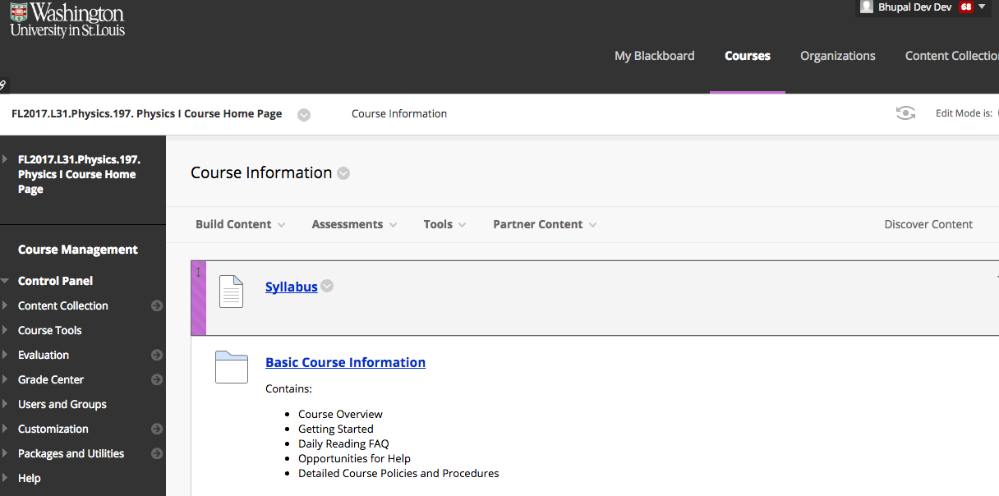 Washington
University in St. Louis
Bhupal Dev Dev 68
My Blackboard Courses Organizations Content Collectio
FL2017.L31.Physics.197. Physics I Course Home Page Course Information Edit Mode is:
FL2017.L31.Physics.197.
Physics I Course Home
Page
Course Management
Control Panel
Content Collection
Course Tools
Evaluation
Grade Center
Users and Groups
Customization
Packages and Utilities
Help
Course Information
Build Content Assessments Tools Partner Content Discover Content
Syllabus
Basic Course Information
Contains:
• Course Overview
• Getting Started
• Daily Reading FAQ
• Opportunities for Help
• Detailed Course Policies and Procedures